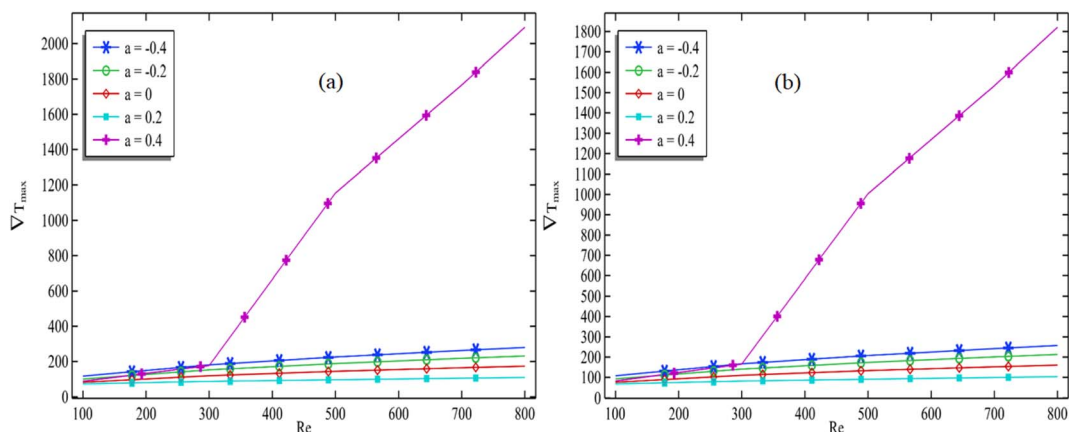 2000
1800
1600
1400
1200
1000
800
600
400
200
0
∇Tmax
a = -0.4
a = -0.2
a = 0
a = 0.2
a = 0.4
(a)
100 200 300 400 500 600 700 800
Re
1800
1700
1600
1500
1400
1300
1200
1100
1000
900
800
700
600
500
400
300
200
100
0
∇Tmax
a = -0.4
a = -0.2
a = 0
a = 0.2
a = 0.4
(b)
100 200 300 400 500 600 700 800
Re